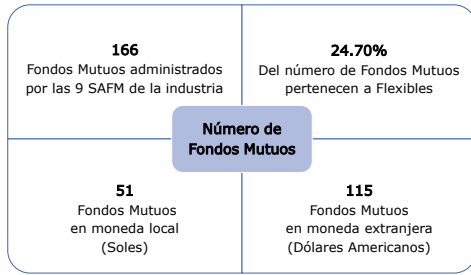 166
Fondos Mutuos administrados
por las 9 SAFM de la industria
24.70%
Del número de Fondos Mutuos
pertenecen a Flexibles
Número de
Fondos Mutuos
51
Fondos Mutuos
en moneda local
(Soles)
115
Fondos Mutuos
en moneda extranjera
(Dólares Americanos)